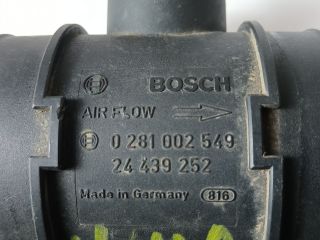 BOSCH
AIR FLOW
0 281 002 549
24 439 252
Made in Germany 816